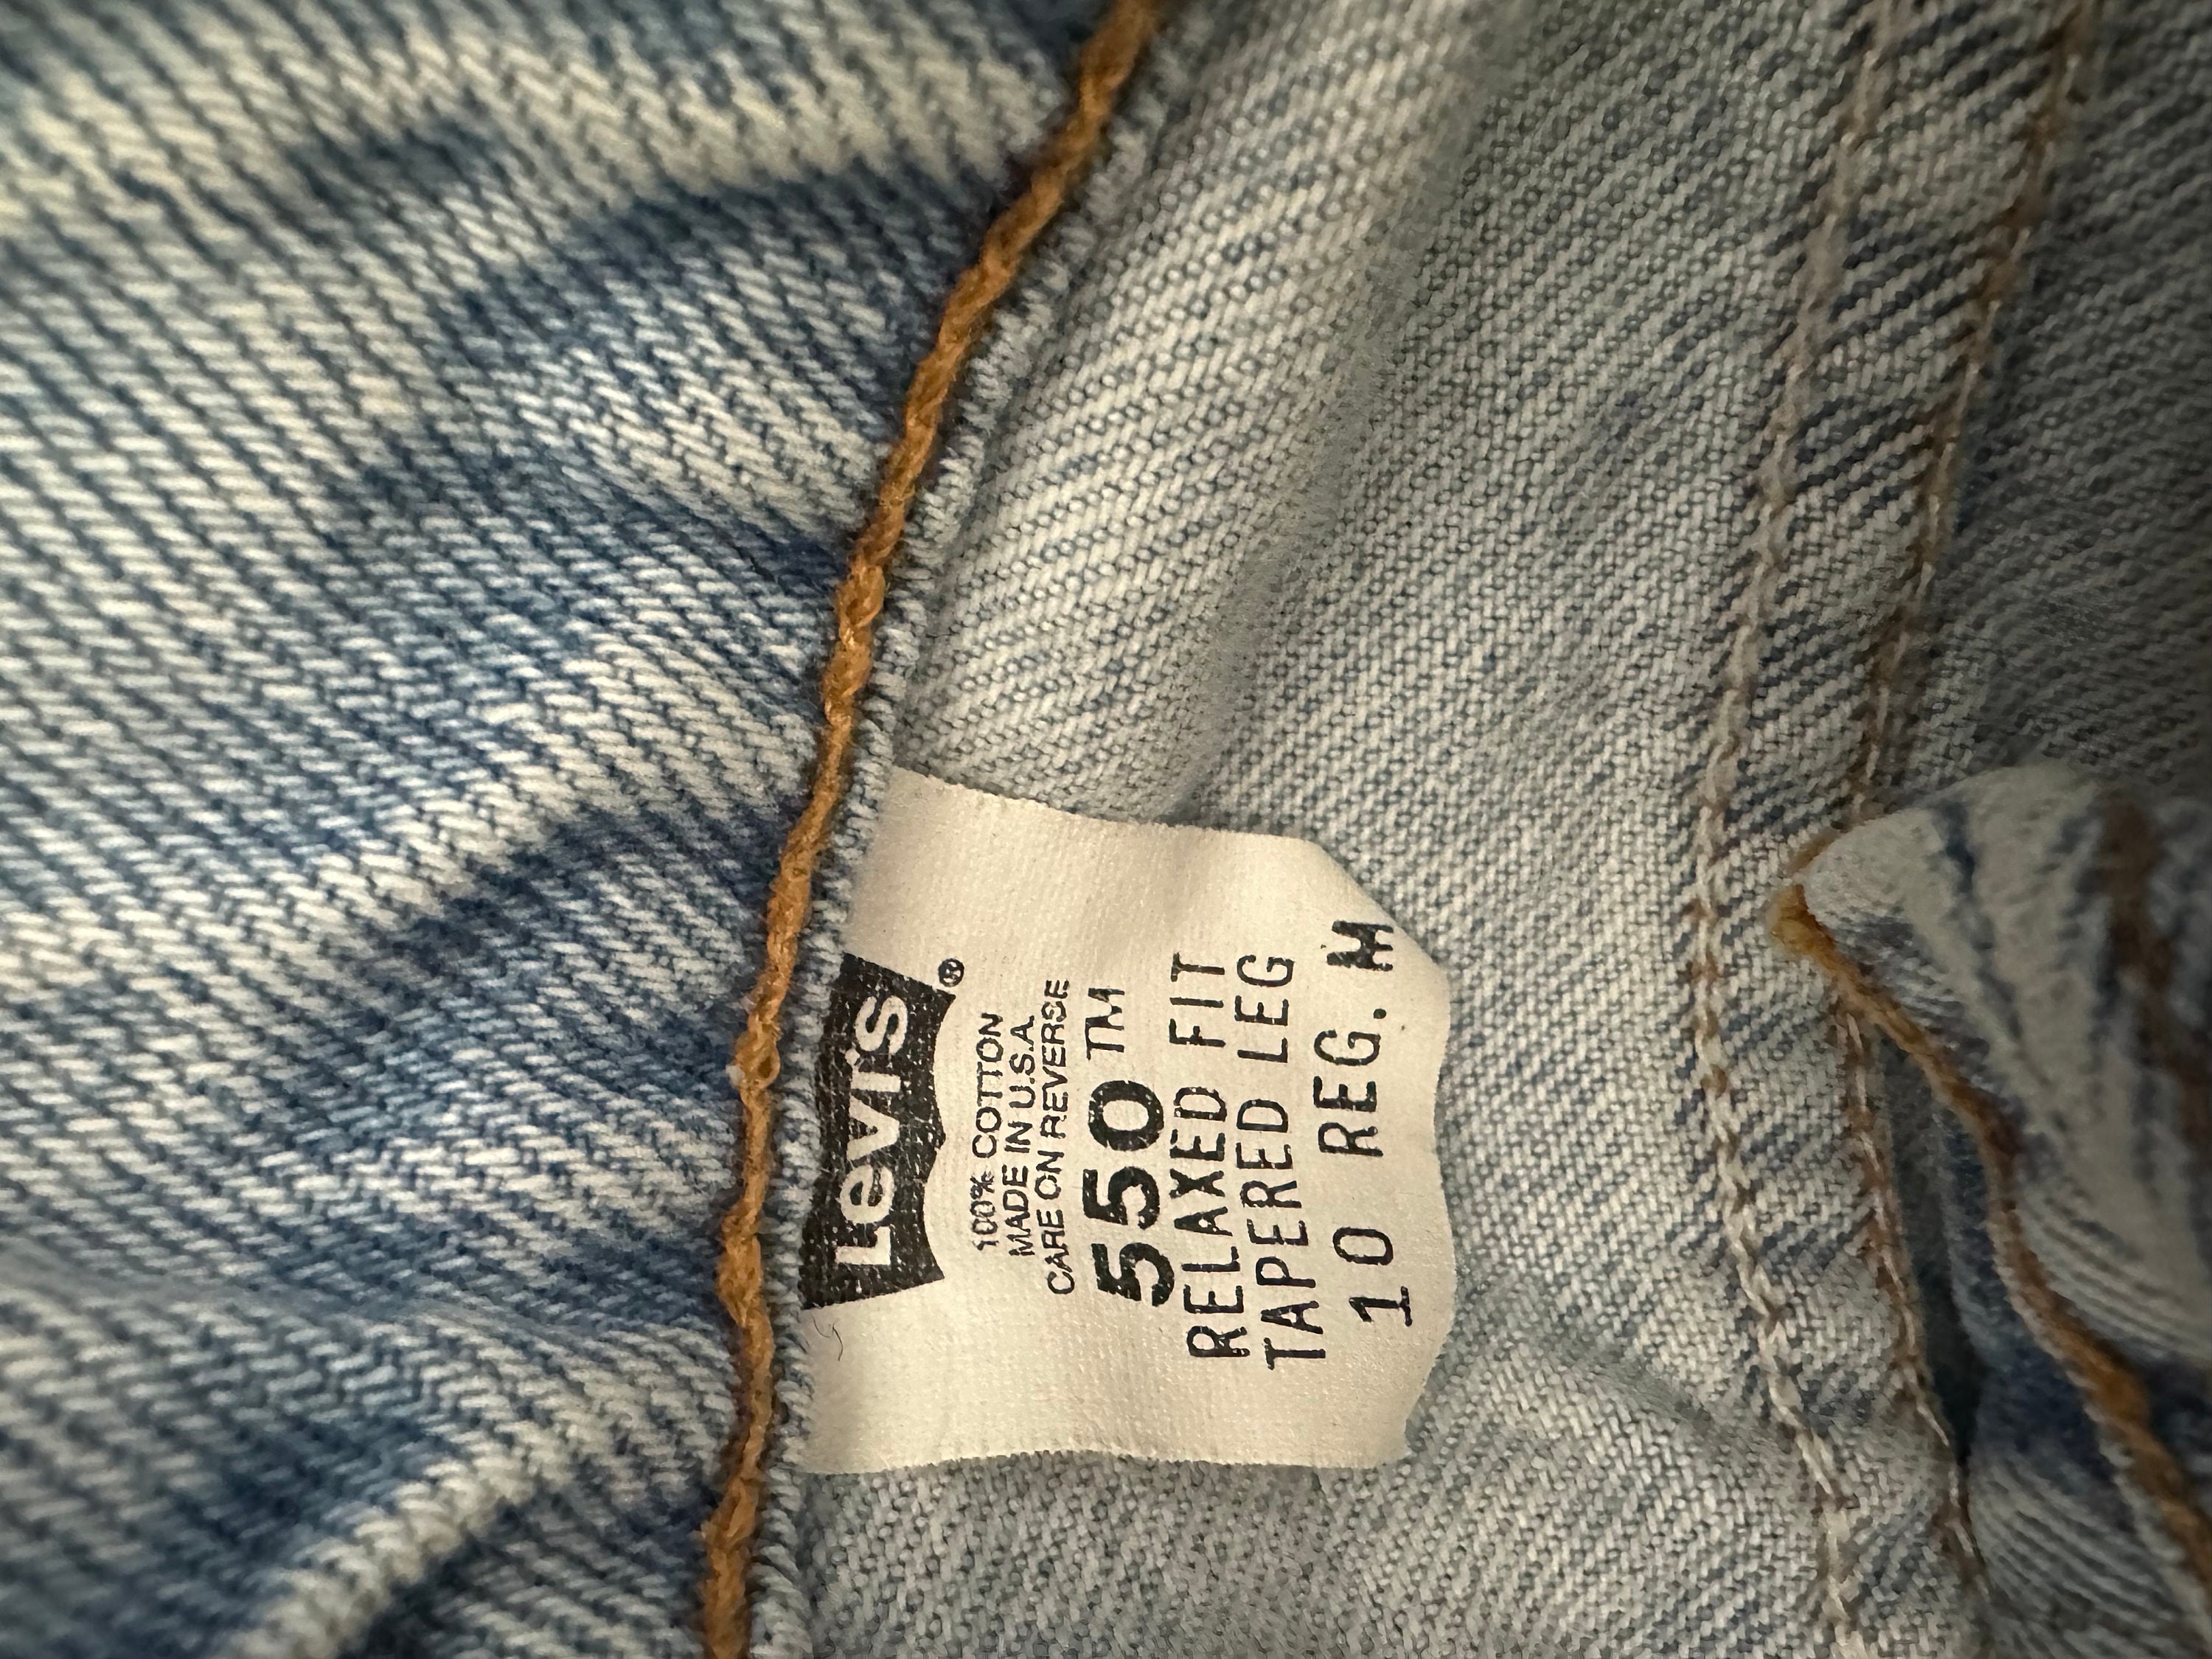 Levi's®
100% COTTON
MADE IN U.S.A.
CARE ON REVERSE
550 TM
RELAXED FIT
TAPERED LEG
10 REG. M